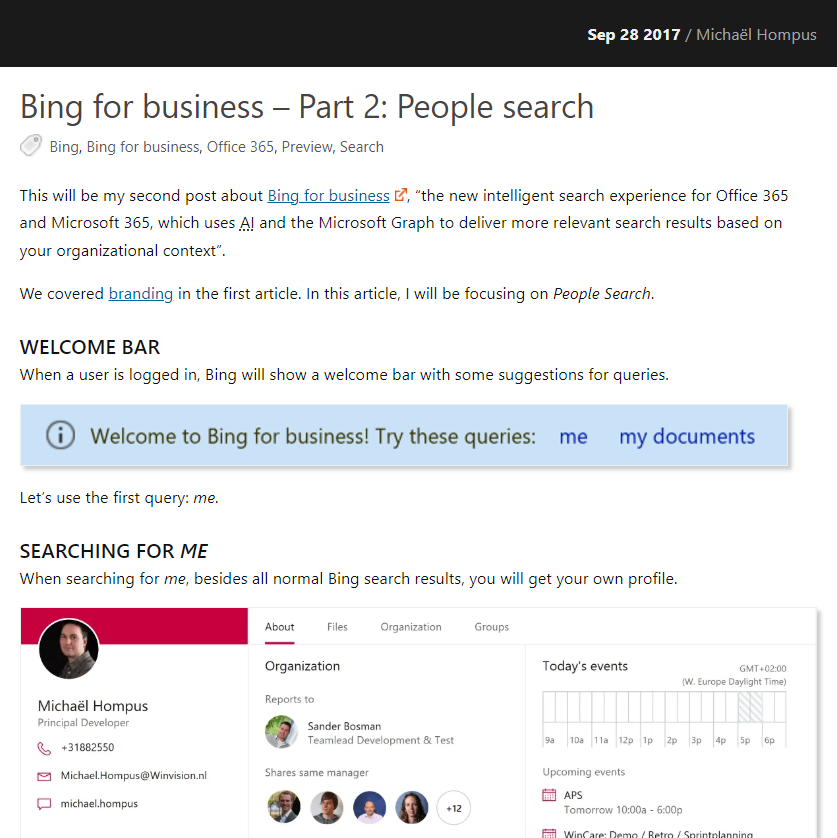 Sep 28 2017 / Michaël Hompus
Bing for business – Part 2: People search
Bing, Bing for business, Office 365, Preview, Search
This will be my second post about Bing for business, “the new intelligent search experience for Office 365
and Microsoft 365, which uses AI and the Microsoft Graph to deliver more relevant search results based on
your organizational context”.
We covered branding in the first article. In this article, I will be focusing on People Search.
WELCOME BAR
When a user is logged in, Bing will show a welcome bar with some suggestions for queries.
Welcome to Bing for business! Try these queries: me my documents
Let’s use the first query: me.
SEARCHING FOR ME
When searching for me, besides all normal Bing search results, you will get your own profile.
About Files Organization Groups
Michaël Hompus
Principal Developer
+31882550
Michael.Hompus@Winvision.nl
michael.hompus
Organization
Reports to
Sander Bosman
Teamlead Development & Test
Shares same manager
+12
Today's events
GMT+02:00
(W. Europe Daylight Time)
9a 10a 11a 12p 1p 2p 3p 4p 5p 6p
Upcoming events
APS
Tomorrow 10:00a - 6:00p
WinCare: Demo / Retro / Sprintplanning